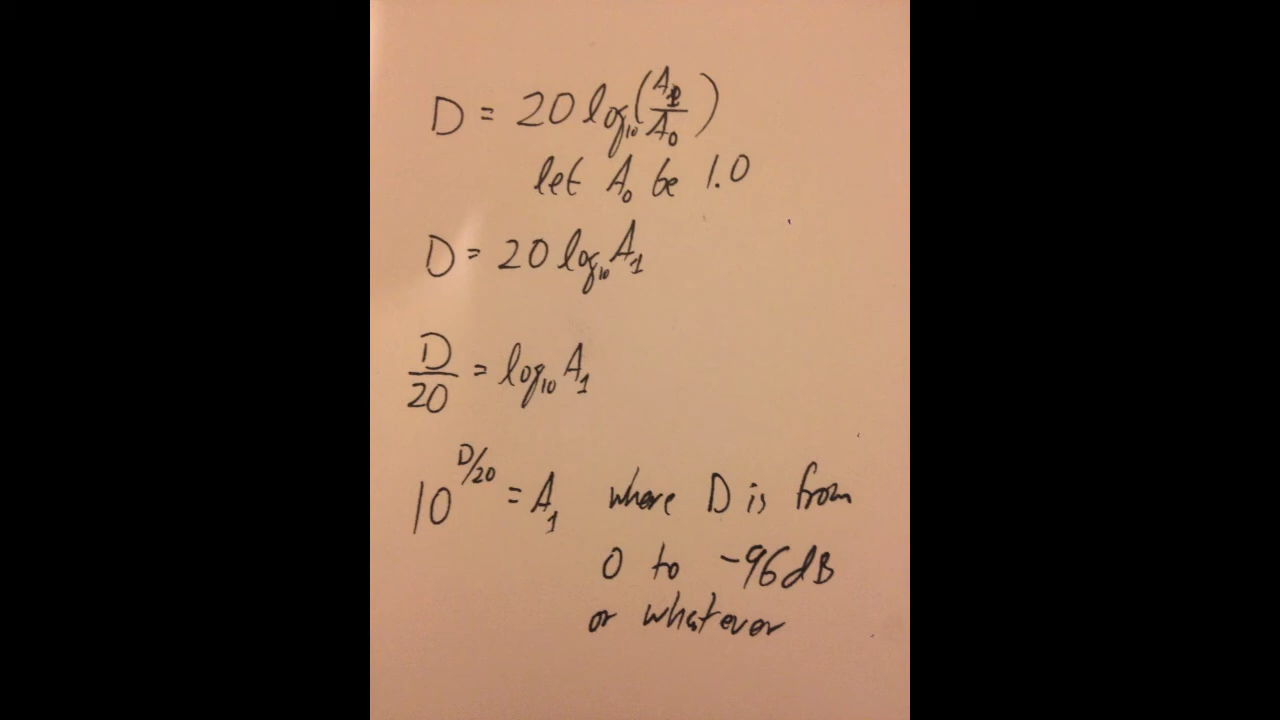 D = 20 log₁₀(A₁/A₀)
let A₀ be 1.0
D = 20 log₁₀ A₁
D/20 = log₁₀ A₁
10^(D/20) = A₁ where D is from
0 to -96dB
or whatever